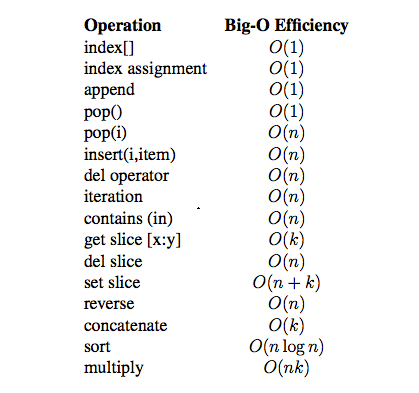 Operation Big-O Efficiency
index[] O(1)
index assignment O(1)
append O(1)
pop() O(1)
pop(i) O(n)
insert(i,item) O(n)
del operator O(n)
iteration O(n)
contains (in) O(n)
get slice [x:y] O(k)
del slice O(n)
set slice O(n + k)
reverse O(n)
concatenate O(k)
sort O(n log n)
multiply O(nk)